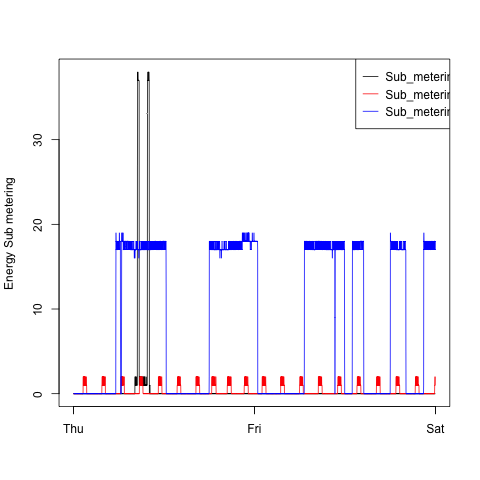 Sub_meterin
Sub_meterin
Sub_meterin
Energy Sub metering
0
10
20
30
Thu
Fri
Sat